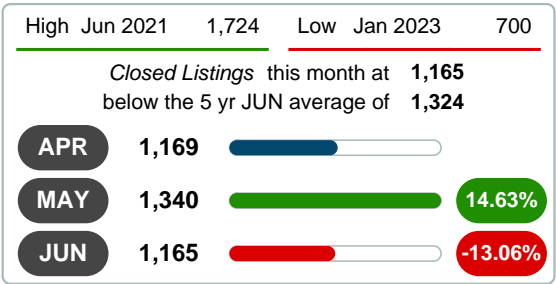 High Jun 2021 1,724 Low Jan 2023 700
Closed Listings this month at 1,165
below the 5 yr JUN average of 1,324
APR 1,169
MAY 1,340 14.63%
JUN 1,165 -13.06%